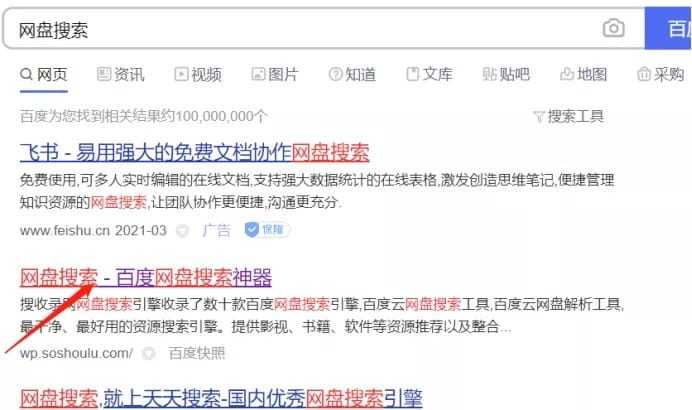 网盘搜索
百度
网页 资讯 视频 图片 知道 文库 贴吧 地图 采购
百度为您找到相关结果约100,000,000个 搜索工具
飞书 - 易用强大的免费文档协作网盘搜索
免费使用,可多人实时编辑的在线文档,支持强大数据统计的在线表格,激发创造思维笔记,便捷管理
知识资源的网盘搜索,让团队协作更便捷,沟通更充分.
www.feishu.cn 2021-03 广告 保障
网盘搜索 - 百度网盘搜索神器
搜收录网网盘搜索引擎收录了数十款百度网盘搜索引擎,百度云网盘搜索工具,百度云网盘解析工具,
最干净、最好用的资源搜索引擎。提供影视、书籍、软件等资源推荐以及整合...
wp.soshoulu.com/ 百度快照
网盘搜索,就上天天搜索-国内优秀网盘搜索引擎